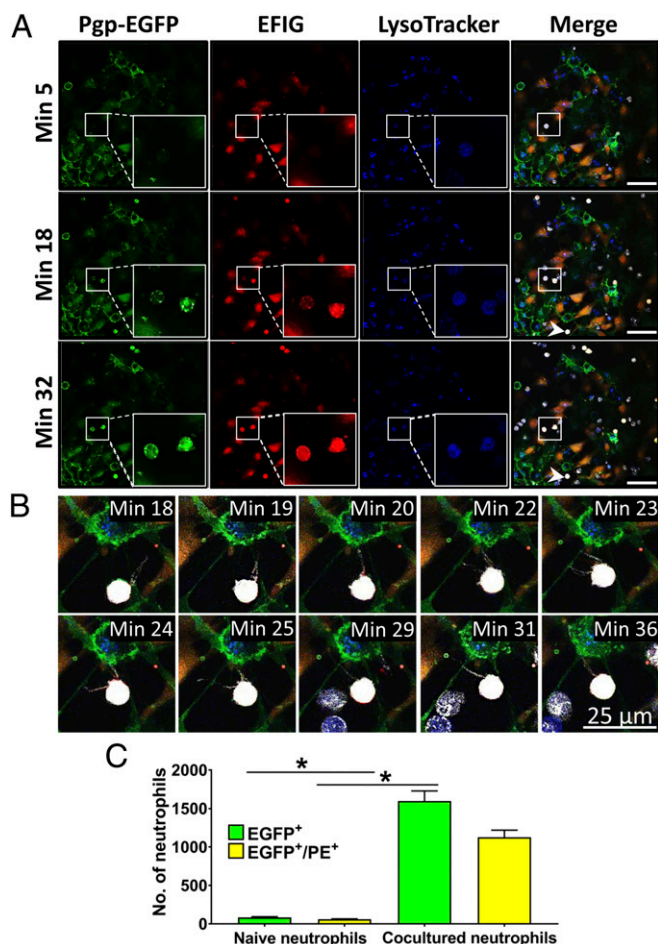 A
Pgp-EGFP EFIG LysoTracker Merge
Min 5
Min 18
Min 32
B
Min 18 Min 19 Min 20 Min 22 Min 23
Min 24 Min 25 Min 29 Min 31 Min 36
25 µm
C
No. of neutrophils
2000
1500
1000
500
0
* *
EGFP⁺
EGFP⁺/PE⁺
Naive neutrophils Cocultured neutrophils